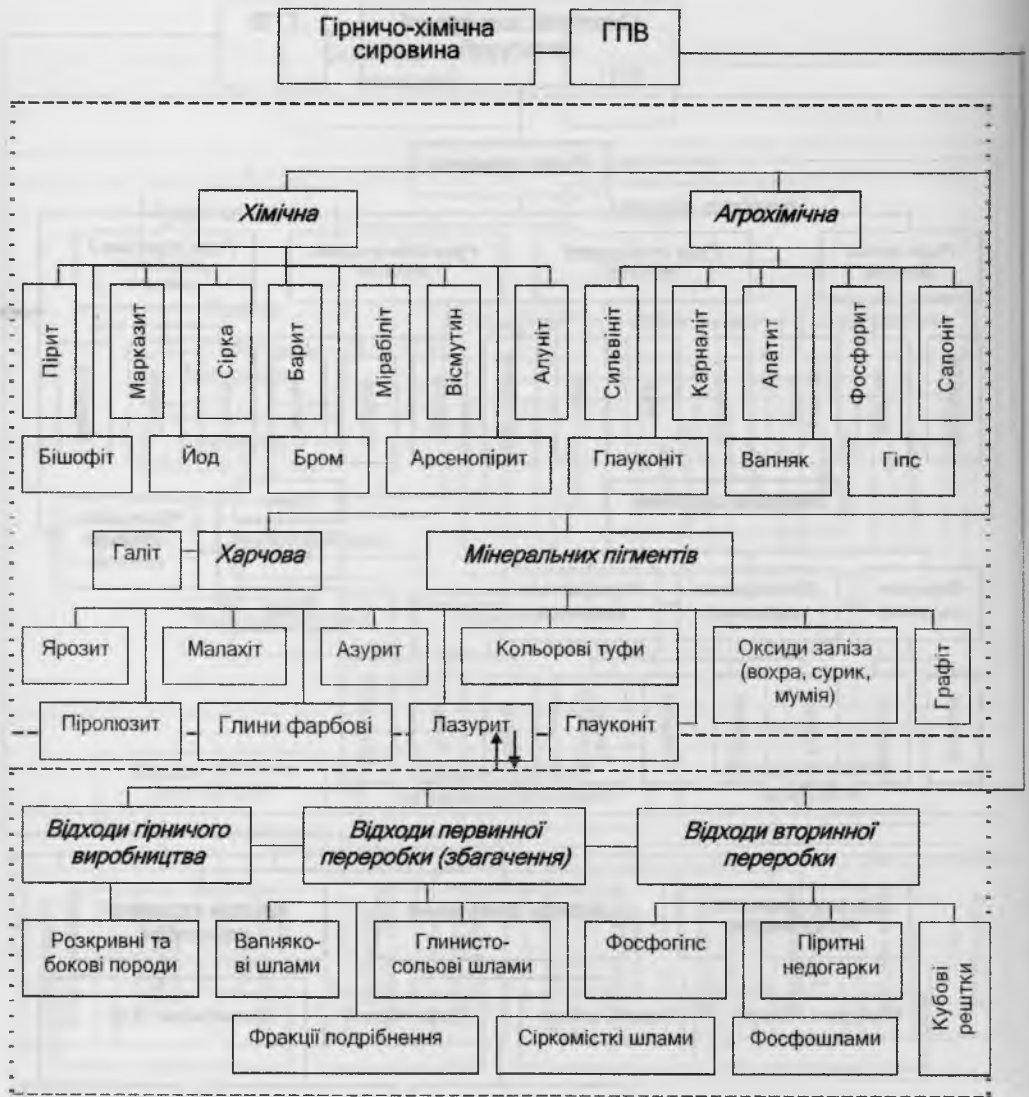 Гірничо-хімічна
сировина
ГПВ
Хімічна
Агрохімічна
Пірит
Марказит
Сірка
Барит
Мірабіліт
Вісмутин
Алуніт
Сильвініт
Карналіт
Апатит
Фосфорит
Сапоніт
Бішофіт
Йод
Бром
Арсенопірит
Глауконіт
Вапняк
Гіпс
Галіт
Харчова
Мінеральних пігментів
Ярозит
Малахіт
Азурит
Кольорові туфи
Оксиди заліза
(вохра, сурик,
мумія)
Графіт
Піролюзит
Глини фарбові
Лазурит
Глауконіт
Відходи гірничого
виробництва
Відходи первинної
переробки (збагачення)
Відходи вторинної
переробки
Розкривні та
бокові породи
Вапняко-
ві шлами
Глинисто-
сольові шлами
Фосфогіпс
Піритні
недогарки
Кубові
рештки
Фракції подрібнення
Сіркомісткі шлами
Фосфошлами